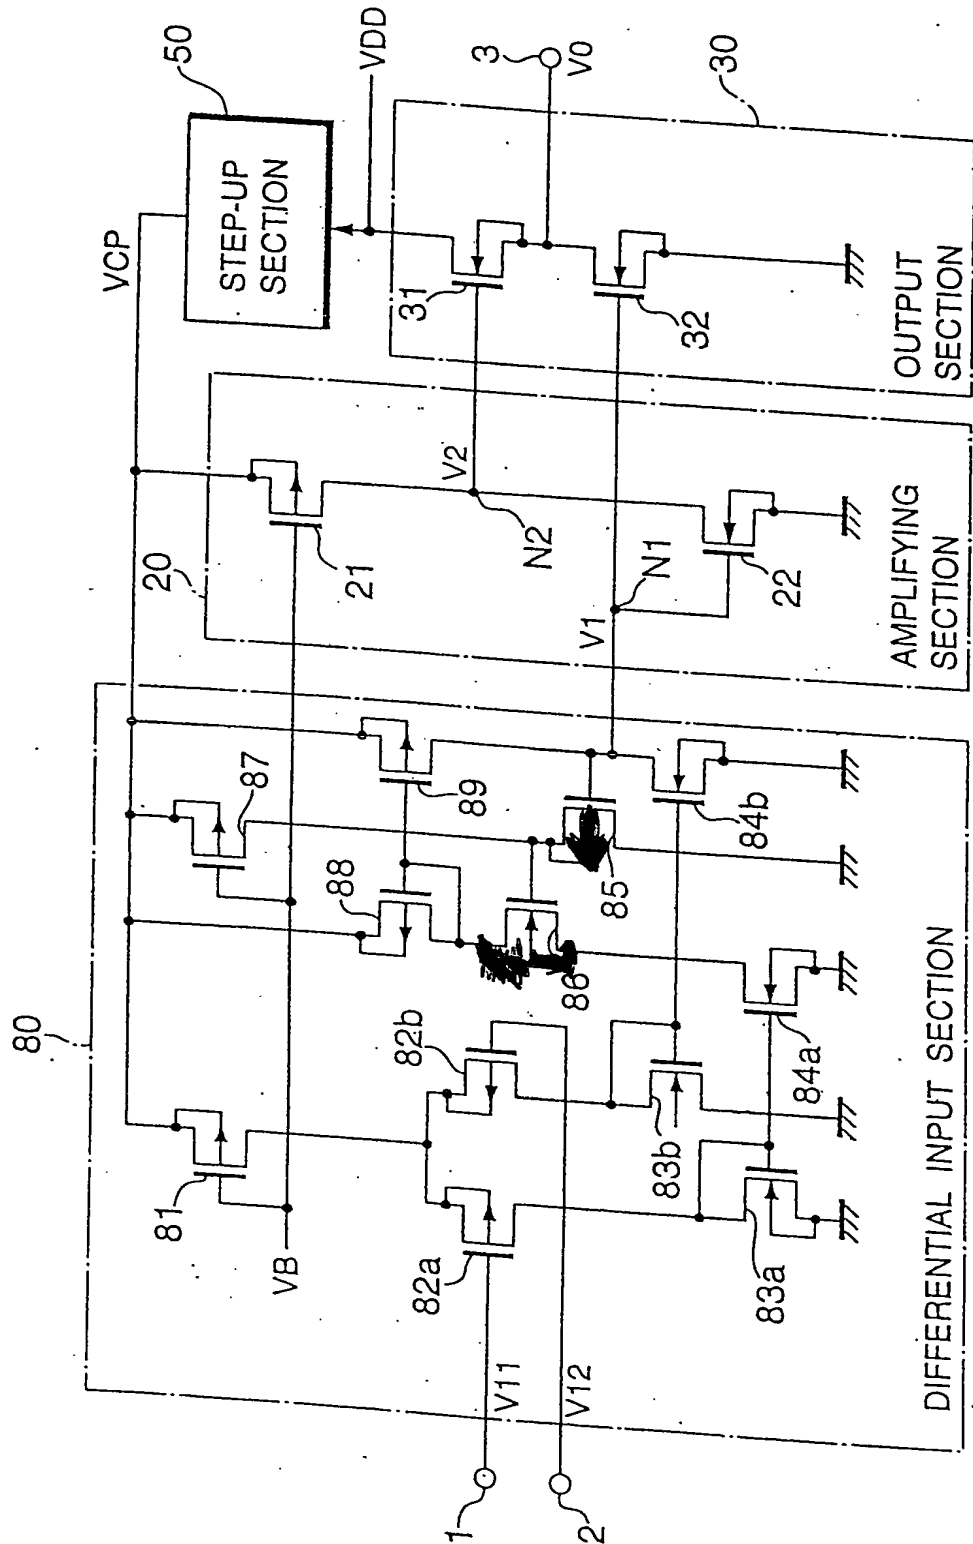 80
20
VCP
50
STEP-UP
SECTION
VDD
81
87
21
VB
88
89
V2
N2
31
3
V0
82a
82b
86
85
V1
N1
32
30
1
V11
2
V12
83b
84b
22
83a
84a
DIFFERENTIAL INPUT SECTION
AMPLIFYING
SECTION
OUTPUT
SECTION